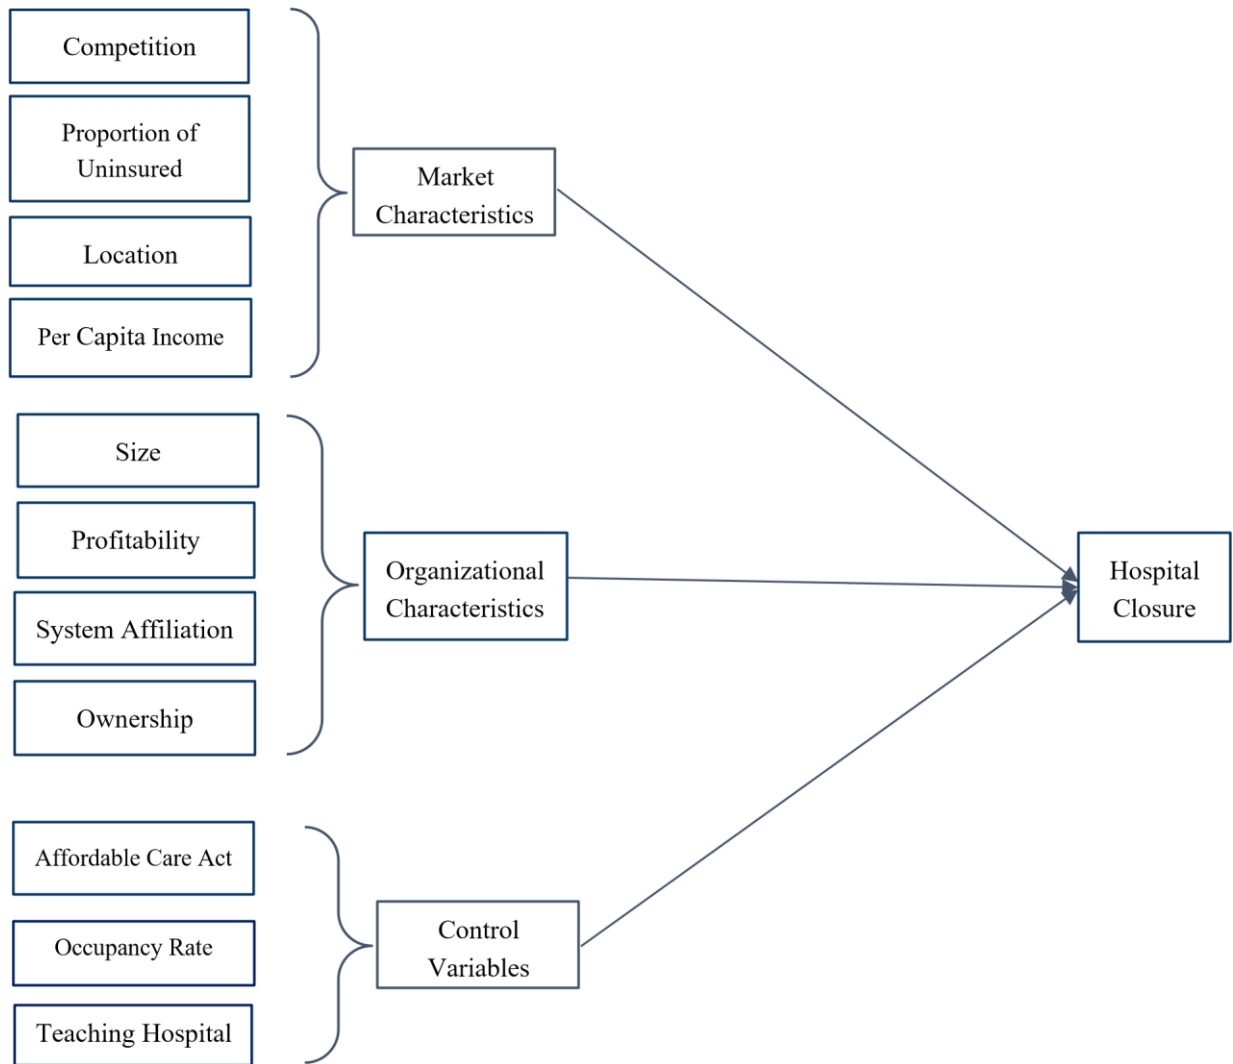 Competition
Proportion of
Uninsured
Location
Per Capita Income
Market
Characteristics
Size
Profitability
System Affiliation
Ownership
Organizational
Characteristics
Affordable Care Act
Occupancy Rate
Teaching Hospital
Control
Variables
Hospital
Closure